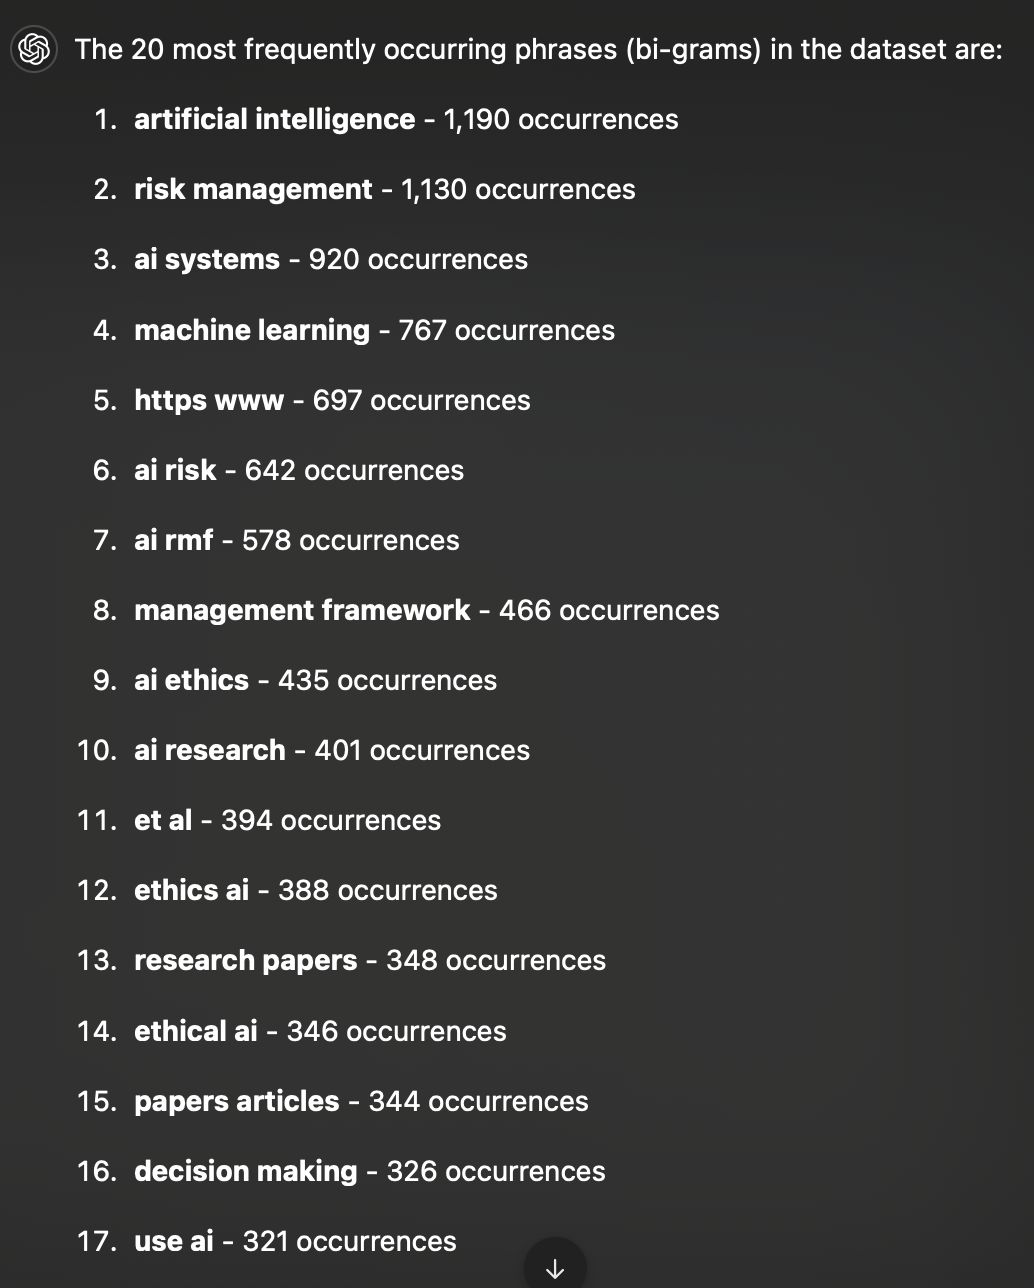 The 20 most frequently occurring phrases (bi-grams) in the dataset are:
1. artificial intelligence - 1,190 occurrences
2. risk management - 1,130 occurrences
3. ai systems - 920 occurrences
4. machine learning - 767 occurrences
5. https www - 697 occurrences
6. ai risk - 642 occurrences
7. ai rmf - 578 occurrences
8. management framework - 466 occurrences
9. ai ethics - 435 occurrences
10. ai research - 401 occurrences
11. et al - 394 occurrences
12. ethics ai - 388 occurrences
13. research papers - 348 occurrences
14. ethical ai - 346 occurrences
15. papers articles - 344 occurrences
16. decision making - 326 occurrences
17. use ai - 321 occurrences